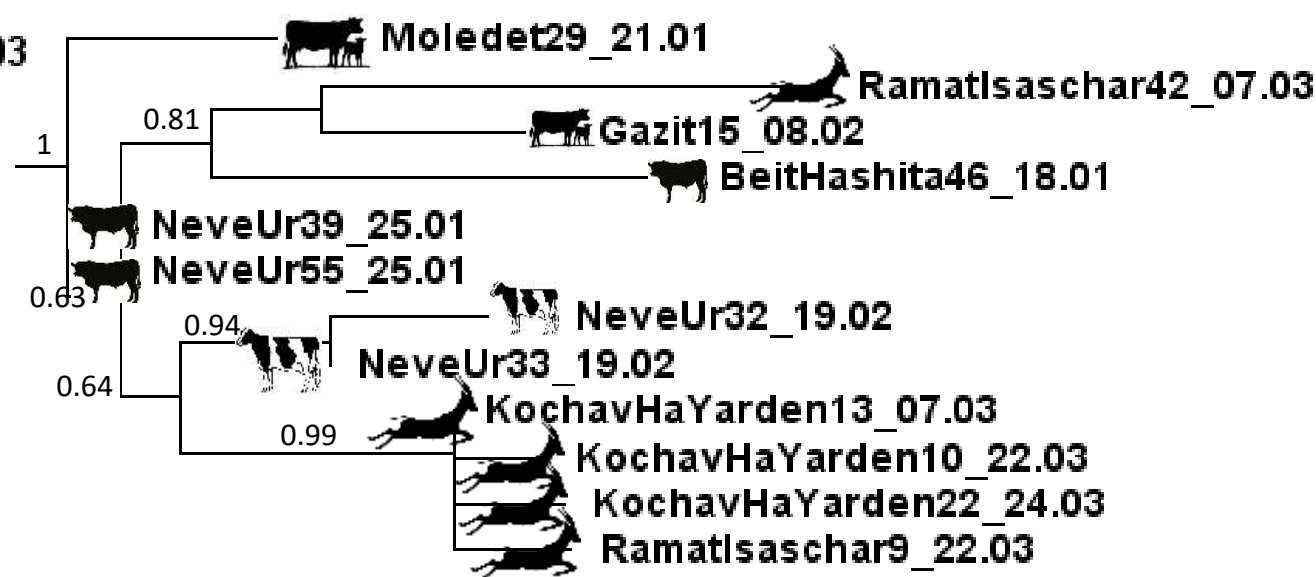 03
Moledet29_21.01
RamatIsaschar42_07.03
0.81
Gazit15_08.02
1
BeitHashita46_18.01
NeveUr39_25.01
NeveUr55_25.01
0.63
NeveUr32_19.02
0.94
NeveUr33_19.02
0.64
KochavHaYarden13_07.03
0.99
KochavHaYarden10_22.03
KochavHaYarden22_24.03
RamatIsaschar9_22.03